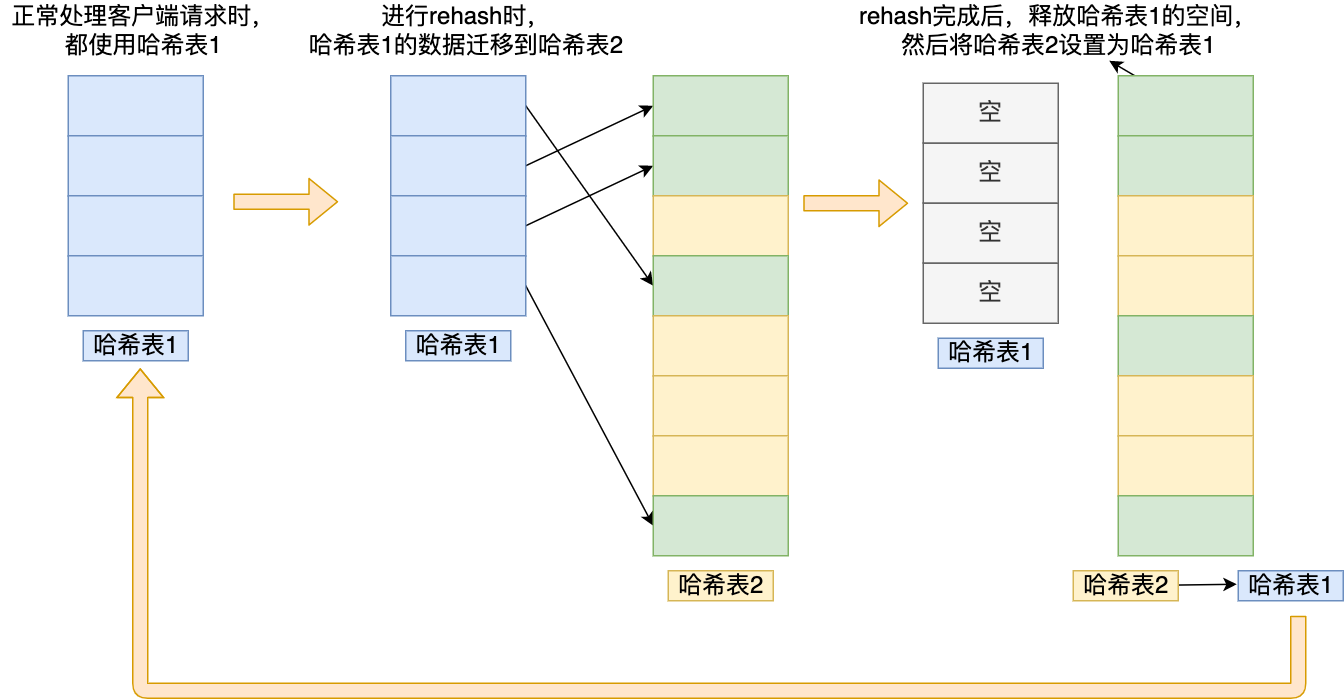 正常处理客户端请求时，
都使用哈希表1
进行rehash时，
哈希表1的数据迁移到哈希表2
rehash完成后，释放哈希表1的空间，
然后将哈希表2设置为哈希表1
空
空
空
空
哈希表1
哈希表1
哈希表1
哈希表2
哈希表2
哈希表1